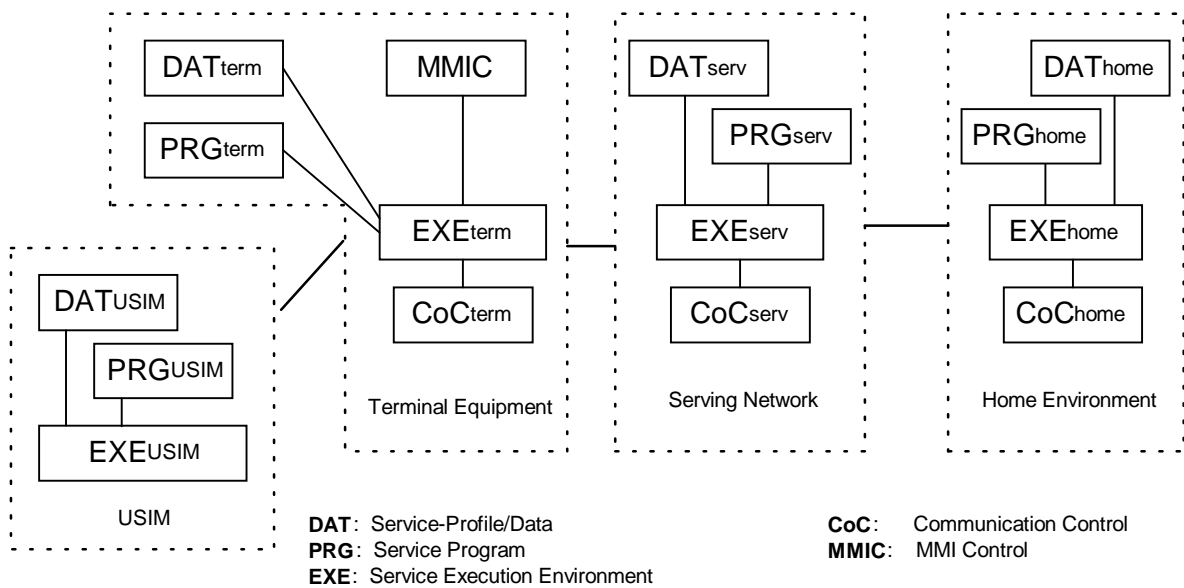 DATterm
MMIC
DATserv
DAThome
PRGterm
PRGserv
PRGhome
EXEterm
EXEserv
EXEhome
DATUSIM
CoCterm
CoCserv
CoChome
PRGUSIM
Terminal Equipment
Serving Network
Home Environment
EXEUSIM
USIM
DAT: Service-Profile/Data
PRG: Service Program
EXE: Service Execution Environment
CoC: Communication Control
MMIC: MMI Control